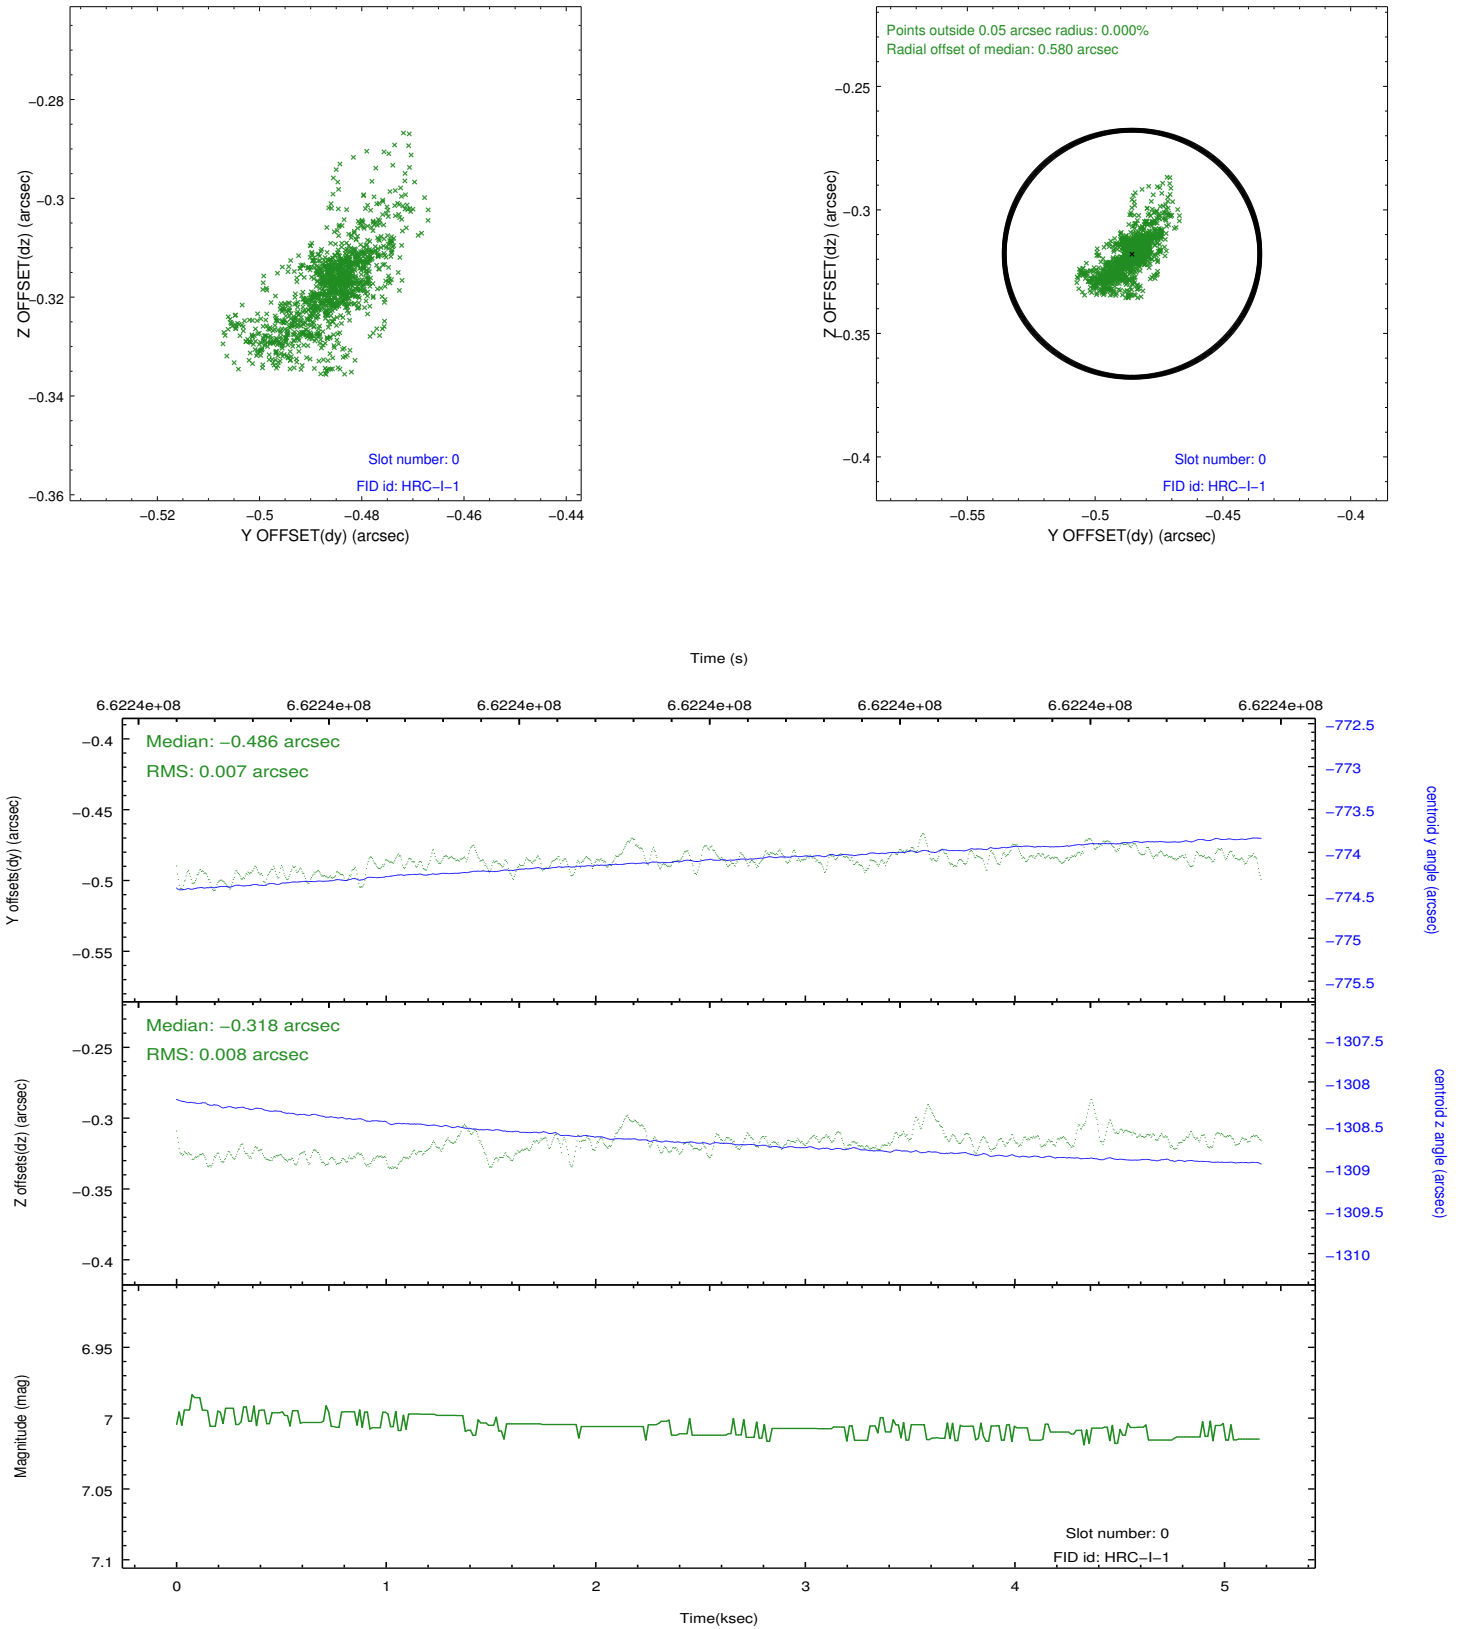 −0.28
−0.3
−0.32
−0.34
−0.36
Z OFFSET(dz) (arcsec)
−0.52
−0.5
−0.48
−0.46
−0.44
Y OFFSET(dy) (arcsec)
Slot number: 0
FID id: HRC−I−1
Points outside 0.05 arcsec radius: 0.000%
Radial offset of median: 0.580 arcsec
−0.25
−0.3
−0.35
−0.4
Z OFFSET(dz) (arcsec)
−0.55
−0.5
−0.45
−0.4
Y OFFSET(dy) (arcsec)
Slot number: 0
FID id: HRC−I−1
Time (s)
6.6224e+08
6.6224e+08
6.6224e+08
6.6224e+08
6.6224e+08
6.6224e+08
6.6224e+08
Median: −0.486 arcsec
RMS: 0.007 arcsec
−0.4
−0.45
−0.5
−0.55
Y offsets(dy) (arcsec)
−772.5
−773
−773.5
−774
−774.5
−775
−775.5
centroid y angle (arcsec)
Median: −0.318 arcsec
RMS: 0.008 arcsec
−0.25
−0.3
−0.35
−0.4
Z offsets(dz) (arcsec)
−1307.5
−1308
−1308.5
−1309
−1309.5
−1310
centroid z angle (arcsec)
6.95
7
7.05
7.1
Magnitude (mag)
Slot number: 0
FID id: HRC−I−1
0
1
2
3
4
5
Time(ksec)